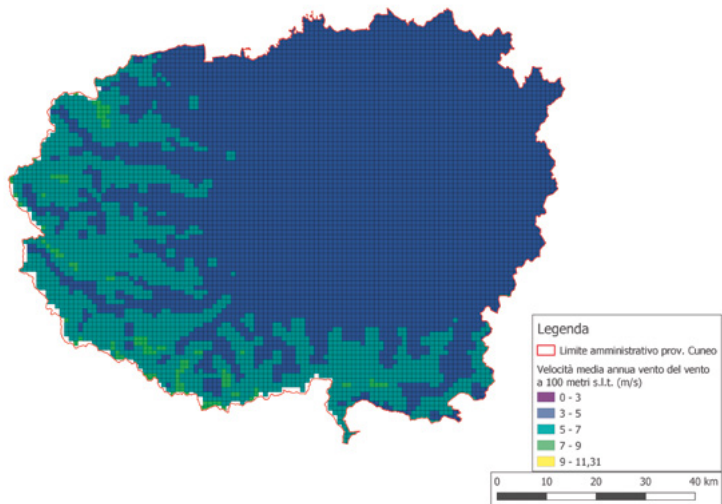 Legenda
Limite amministrativo prov. Cuneo
Velocità media annua vento del vento
a 100 metri s.l.t. (m/s)
0 - 3
3 - 5
5 - 7
7 - 9
9 - 11,31
0 10 20 30 40 km